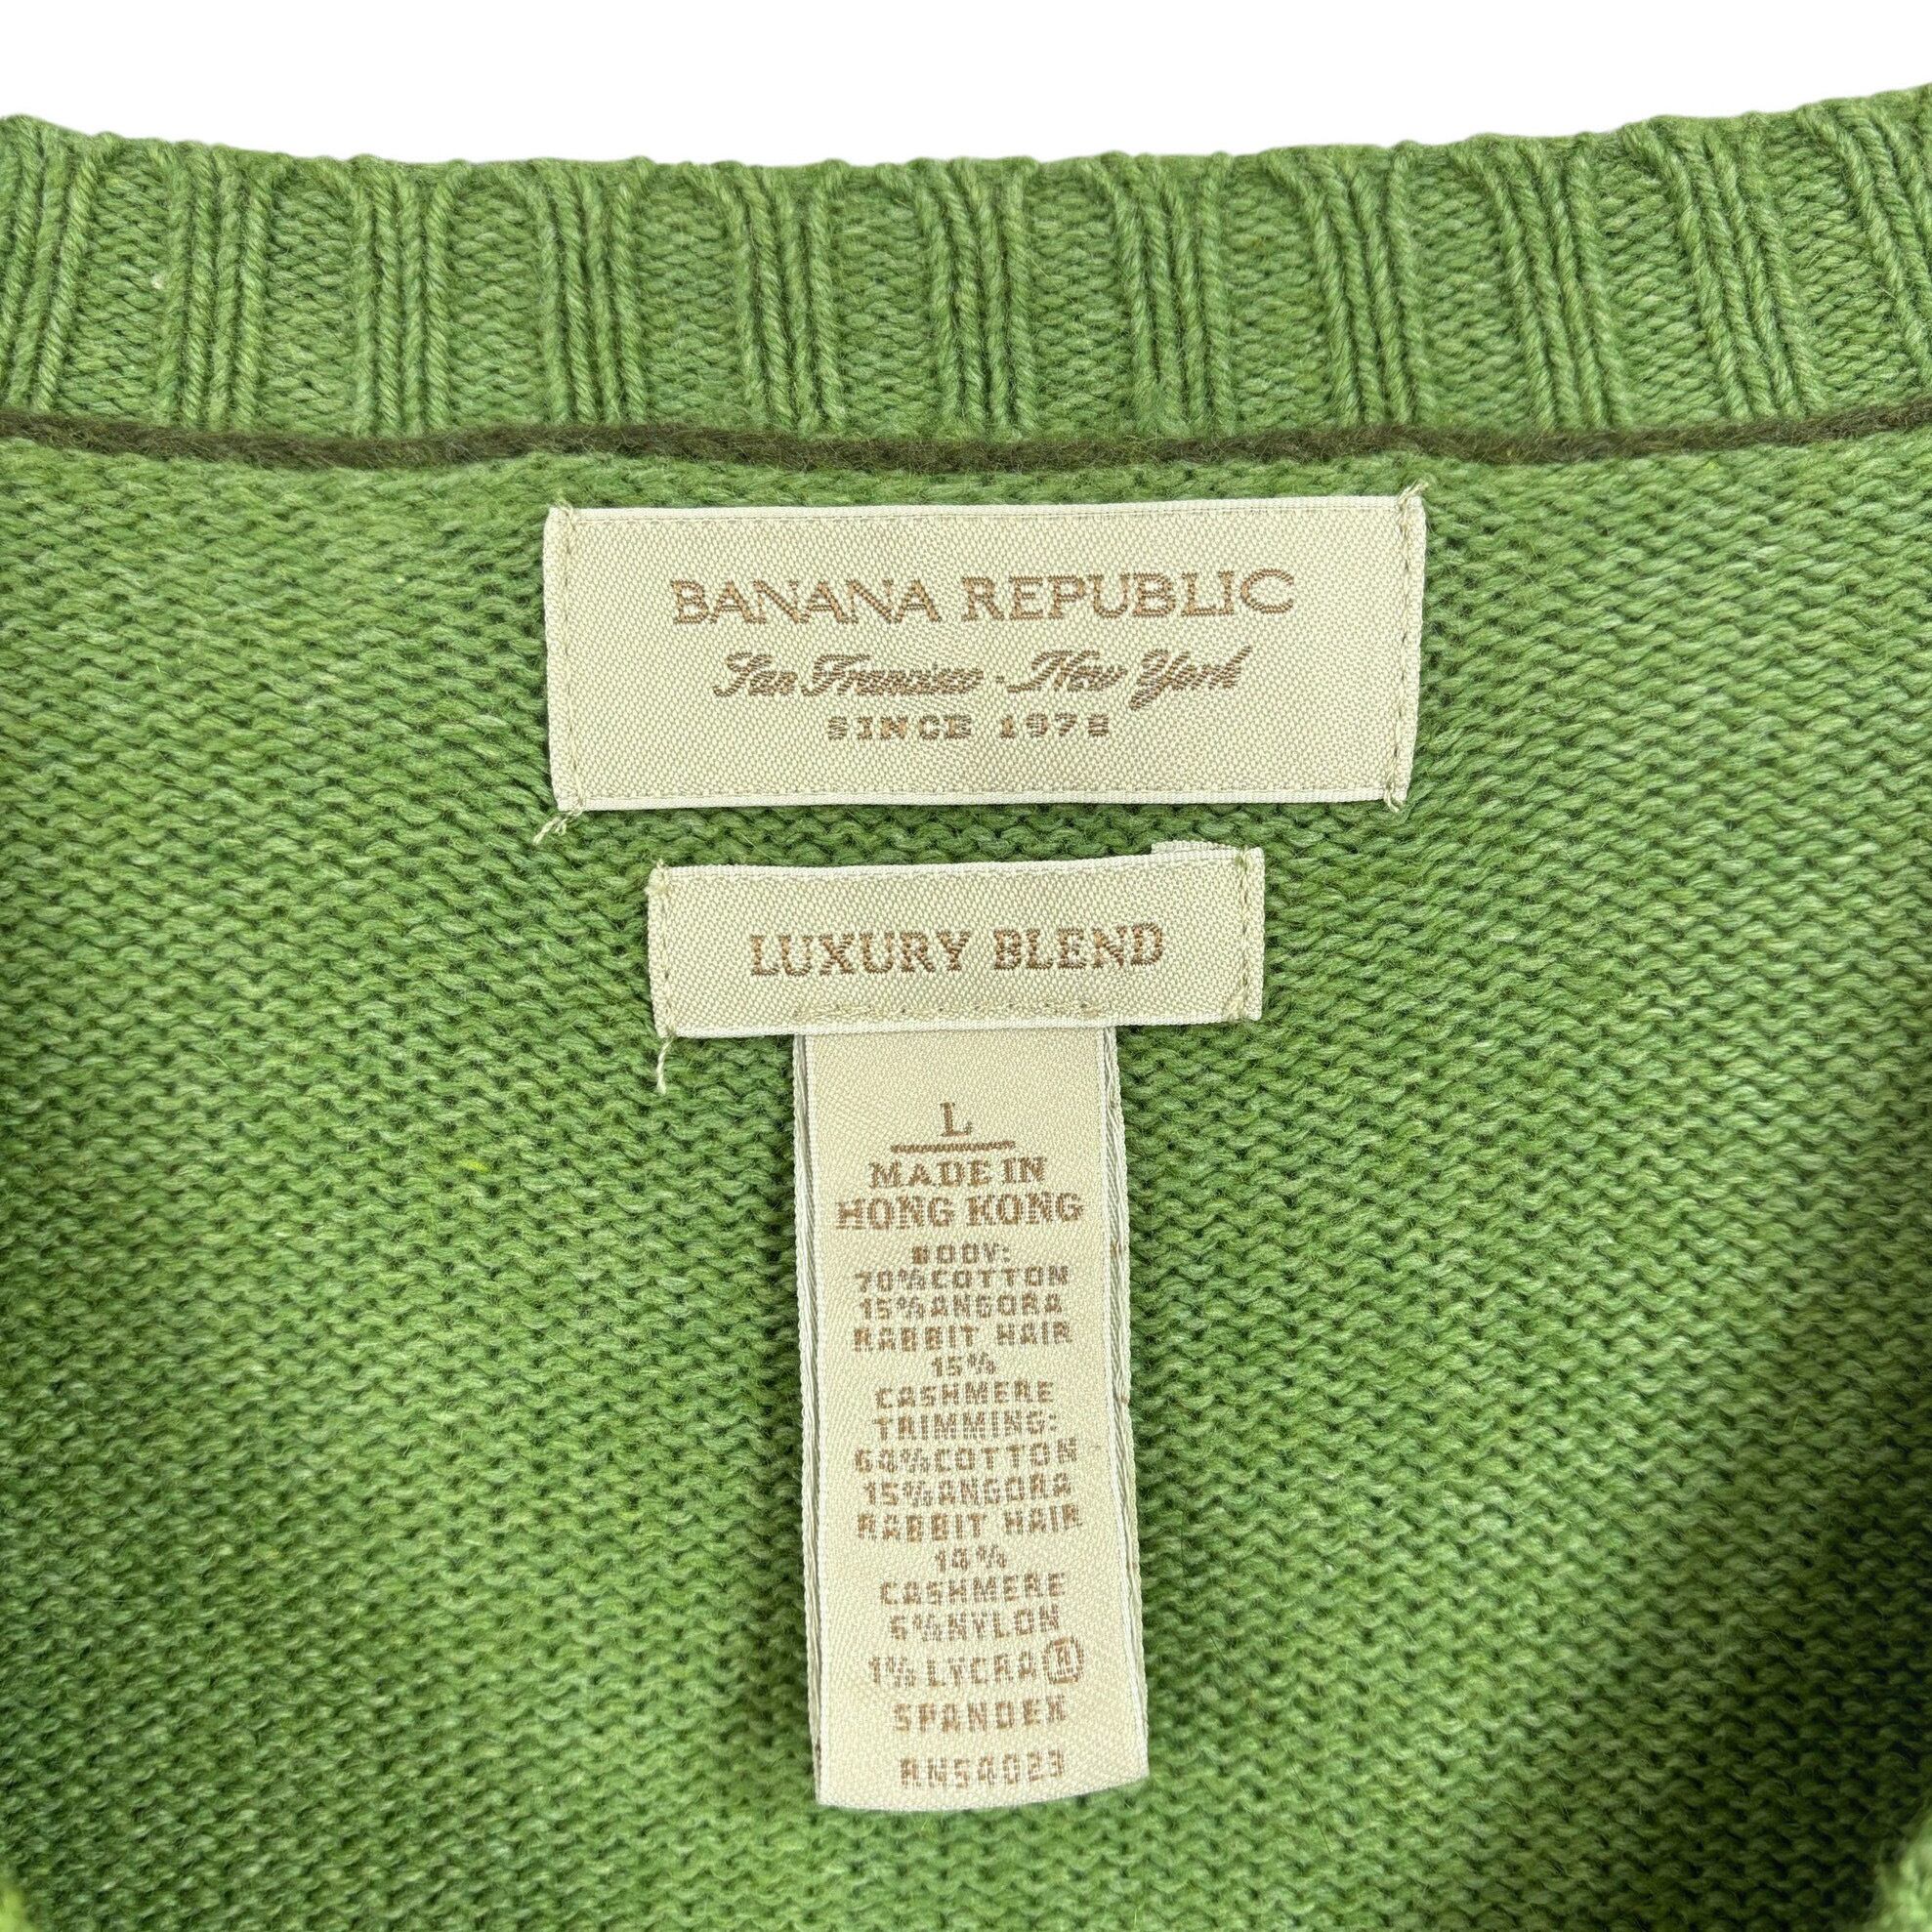 BANANA REPUBLIC
San Francisco - New York
SINCE 1978
LUXURY BLEND
L
MADE IN
HONG KONG
BODY:
70% COTTON
15% ANGORA
RABBIT HAIR
15%
CASHMERE
TRIMMING:
64% COTTON
15% ANGORA
RABBIT HAIR
14%
CASHMERE
6% NYLON
1% LYCRA®
SPANDEX
RN54023